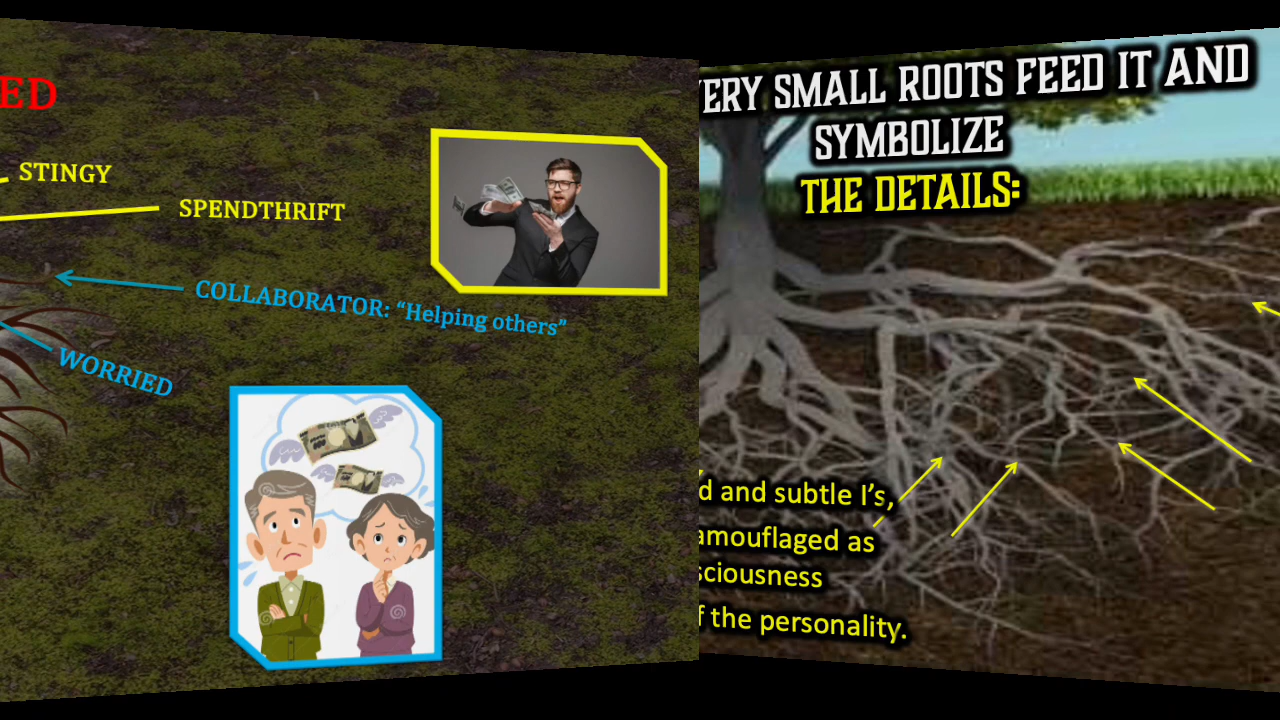 ED
STINGY
SPENDTHRIFT
COLLABORATOR: “Helping others”
WORRIED
VERY SMALL ROOTS FEED IT AND
SYMBOLIZE
THE DETAILS:
d and subtle I’s,
amouflaged as
sciousness
f the personality.